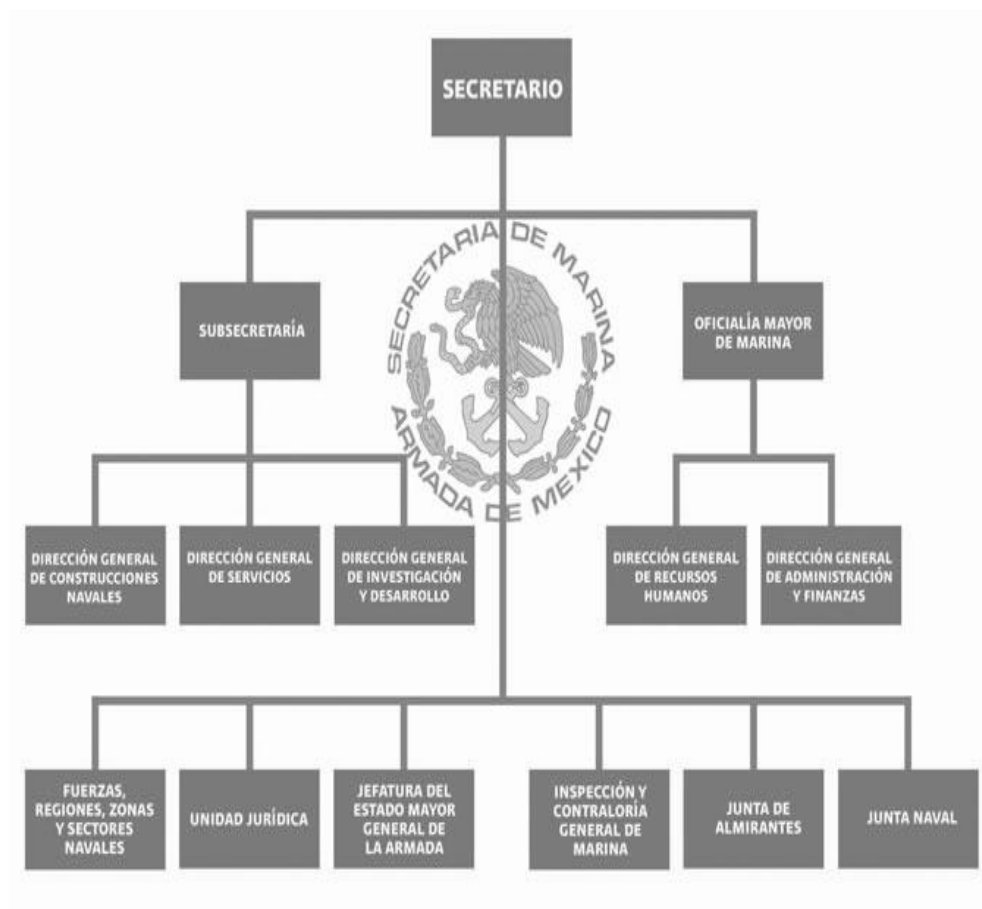 SECRETARIO
SECRETARIA DE MARINA
ARMADA DE MEXICO
SUBSECRETARÍA
OFICIALÍA MAYOR
DE MARINA
DIRECCIÓN GENERAL
DE CONSTRUCCIONES
NAVALES
DIRECCIÓN GENERAL
DE SERVICIOS
DIRECCIÓN GENERAL
DE INVESTIGACIÓN
Y DESARROLLO
DIRECCIÓN GENERAL
DE RECURSOS
HUMANOS
DIRECCIÓN GENERAL
DE ADMINISTRACIÓN
Y FINANZAS
FUERZAS,
REGIONES, ZONAS
Y SECTORES
NAVALES
UNIDAD JURÍDICA
JEFATURA DEL
ESTADO MAYOR
GENERAL DE
LA ARMADA
INSPECCIÓN Y
CONTRALORÍA
GENERAL DE
MARINA
JUNTA DE
ALMIRANTES
JUNTA NAVAL